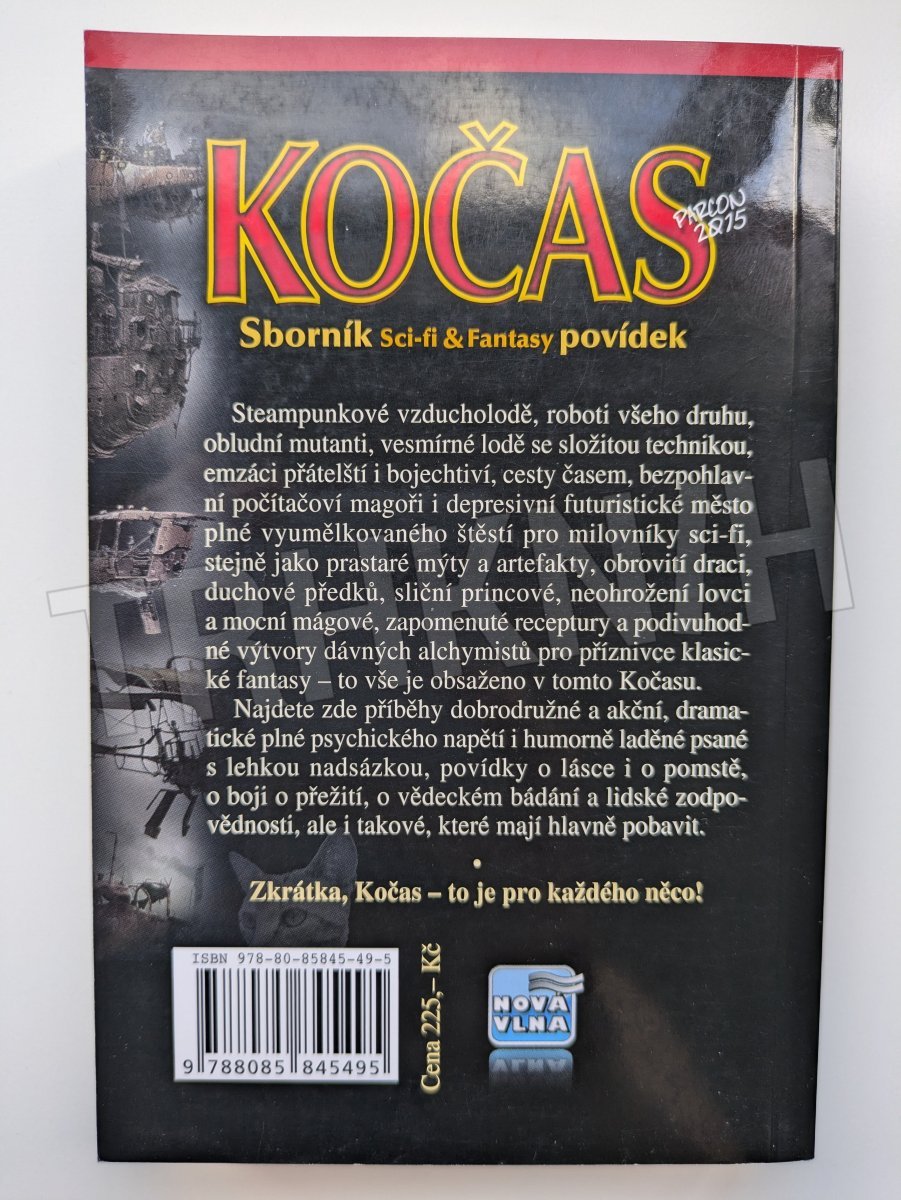 KOČAS
PARCON
2015
Sborník Sci-fi & Fantasy povídek
Steampunkové vzducholodě, roboti všeho druhu,
obludní mutanti, vesmírné lodě se složitou technikou,
emzáci přátelští i bojechtiví, cesty časem, bezpohlav-
ní počítačoví magoři i depresivní futuristické město
plné vyumělkovaného štěstí pro milovníky sci-fi,
stejně jako prastaré mýty a artefakty, obrovití draci,
duchové předků, sliční princové, neohrožení lovci
a mocní mágové, zapomenuté receptury a podivuhod-
né výtvory dávných alchymistů pro příznivce klasic-
ké fantasy – to vše je obsaženo v tomto Kočasu.
Najdete zde příběhy dobrodružné a akční, drama-
tické plné psychického napětí i humorně laděné psané
s lehkou nadsázkou, povídky o lásce i o pomstě,
o boji o přežití, o vědeckém bádání a lidské zodpo-
vědnosti, ale i takové, které mají hlavně pobavit.
•
Zkrátka, Kočas – to je pro každého něco!
ISBN 978-80-85845-49-5
9 788085 845495
Cena 225,– Kč
NOVÁ
VLNA
TRHKNIH